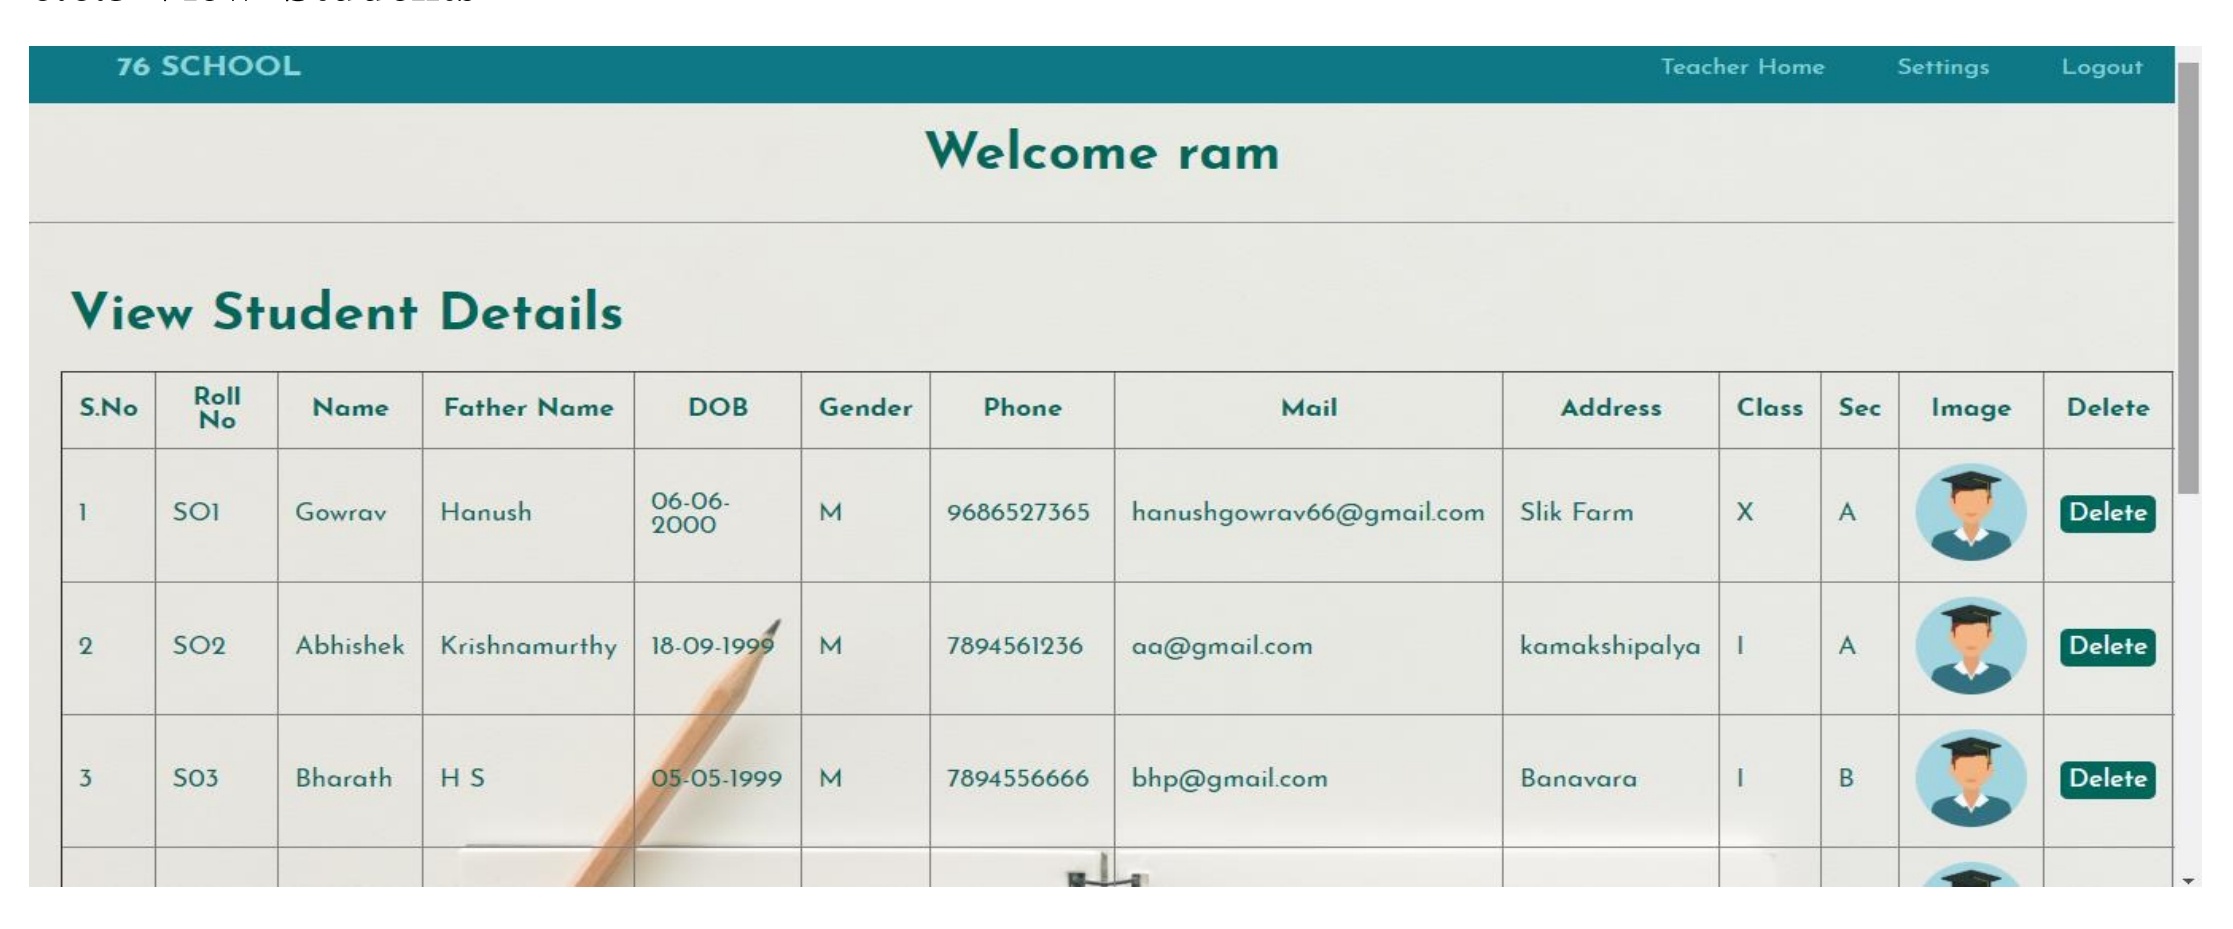 76 SCHOOL Teacher Home Settings Logout
Welcome ram
View Student Details
S.No Roll No Name Father Name DOB Gender Phone Mail Address Class Sec Image Delete
1 SO1 Gowrav Hanush 06-06-2000 M 9686527365 hanushgowrav66@gmail.com Slik Farm X A Delete
2 SO2 Abhishek Krishnamurthy 18-09-1999 M 7894561236 aa@gmail.com kamakshipalya I A Delete
3 S03 Bharath H S 05-05-1999 M 7894556666 bhp@gmail.com Banavara I B Delete